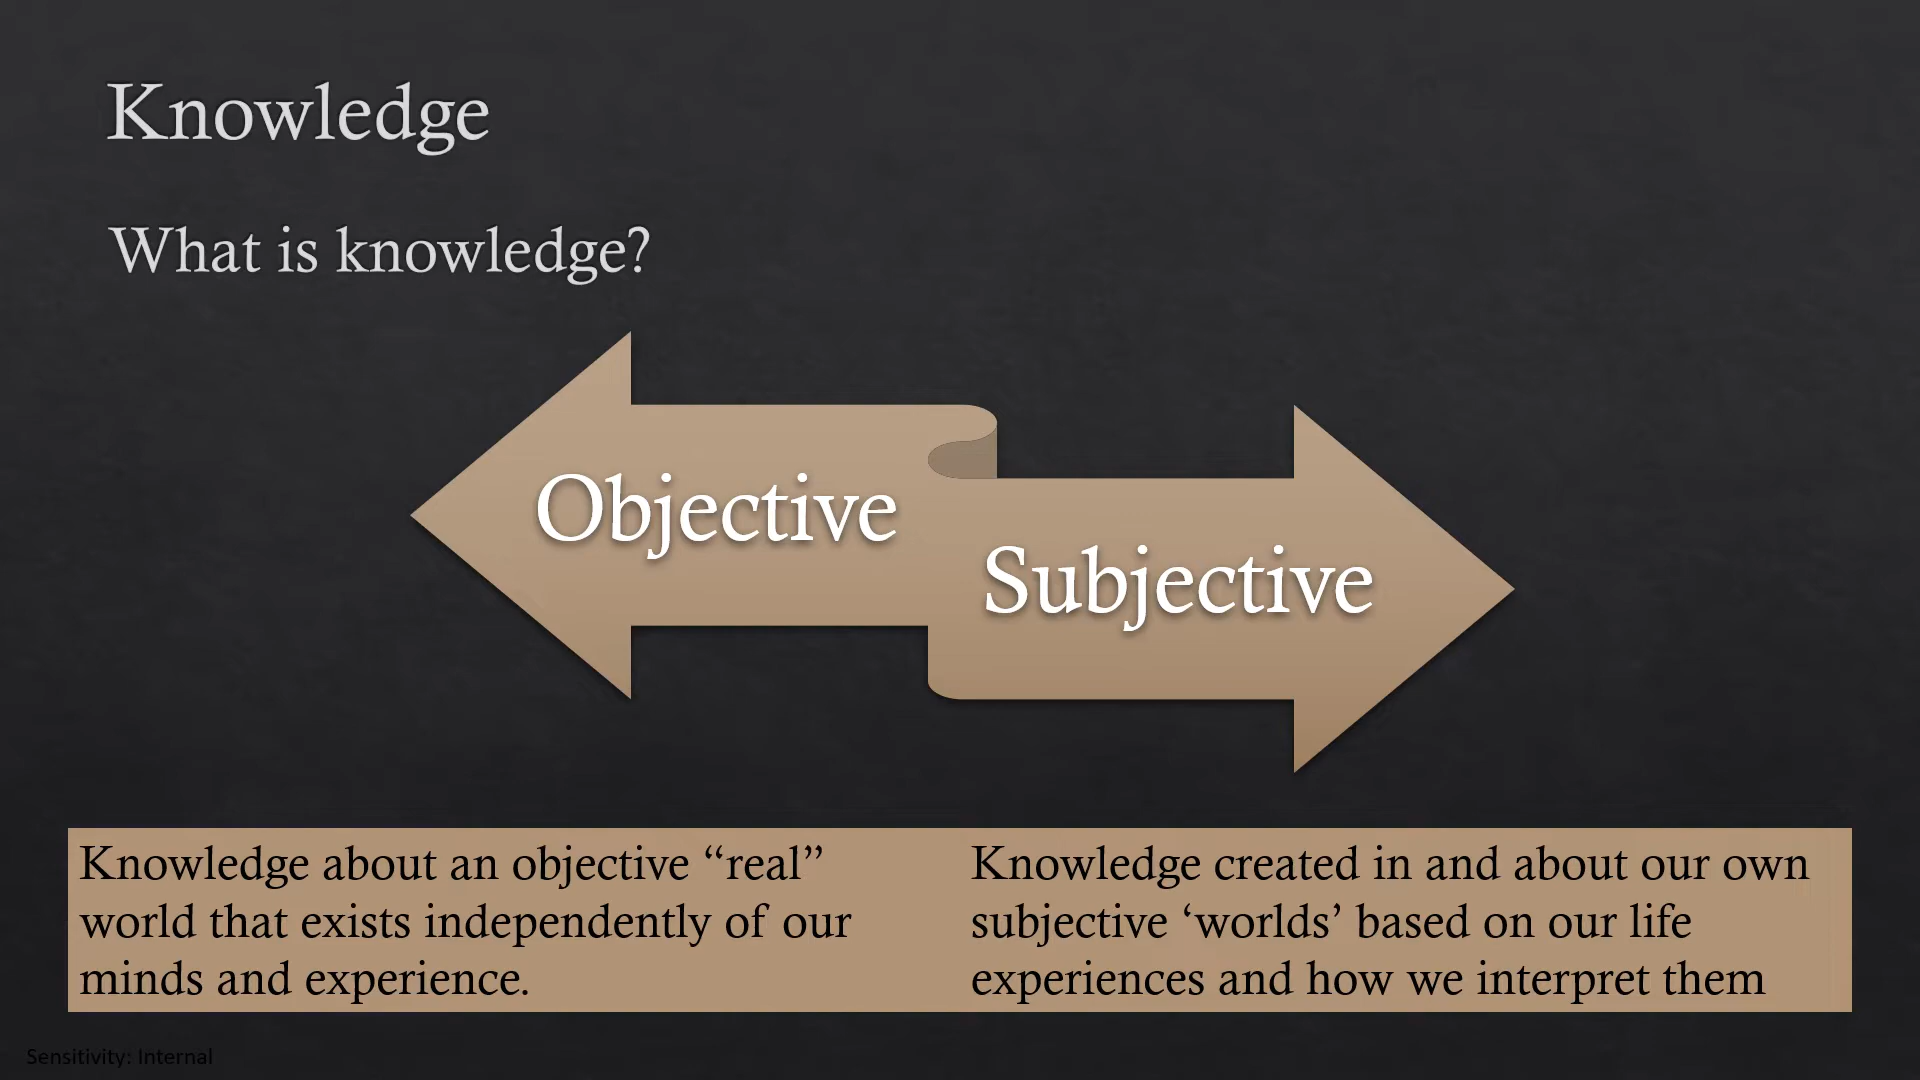 Knowledge
What is knowledge?
Objective
Subjective
Knowledge about an objective “real”
world that exists independently of our
minds and experience.
Knowledge created in and about our own
subjective ‘worlds’ based on our life
experiences and how we interpret them
Sensitivity: Internal